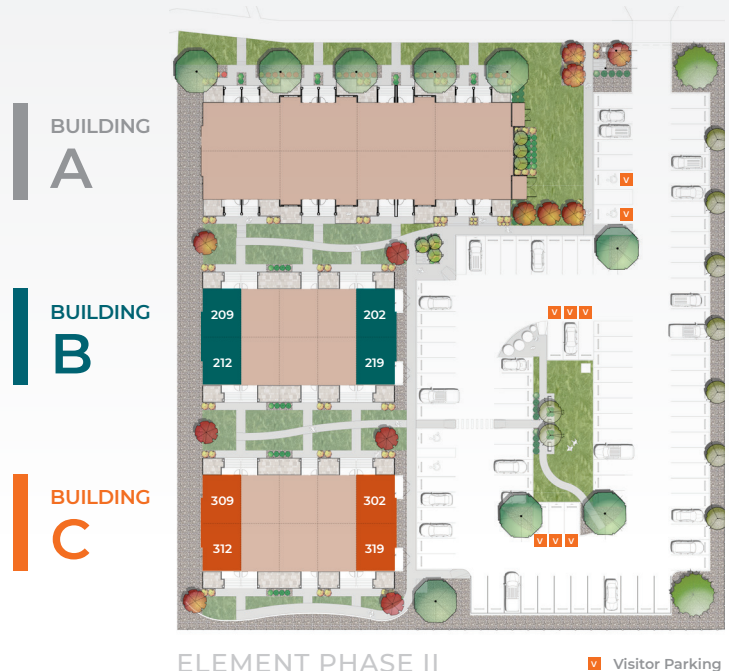 BUILDING
A
V
V
BUILDING
B
209
202
212
219
V V V
BUILDING
C
309
302
312
319
V V V
ELEMENT PHASE II
V Visitor Parking